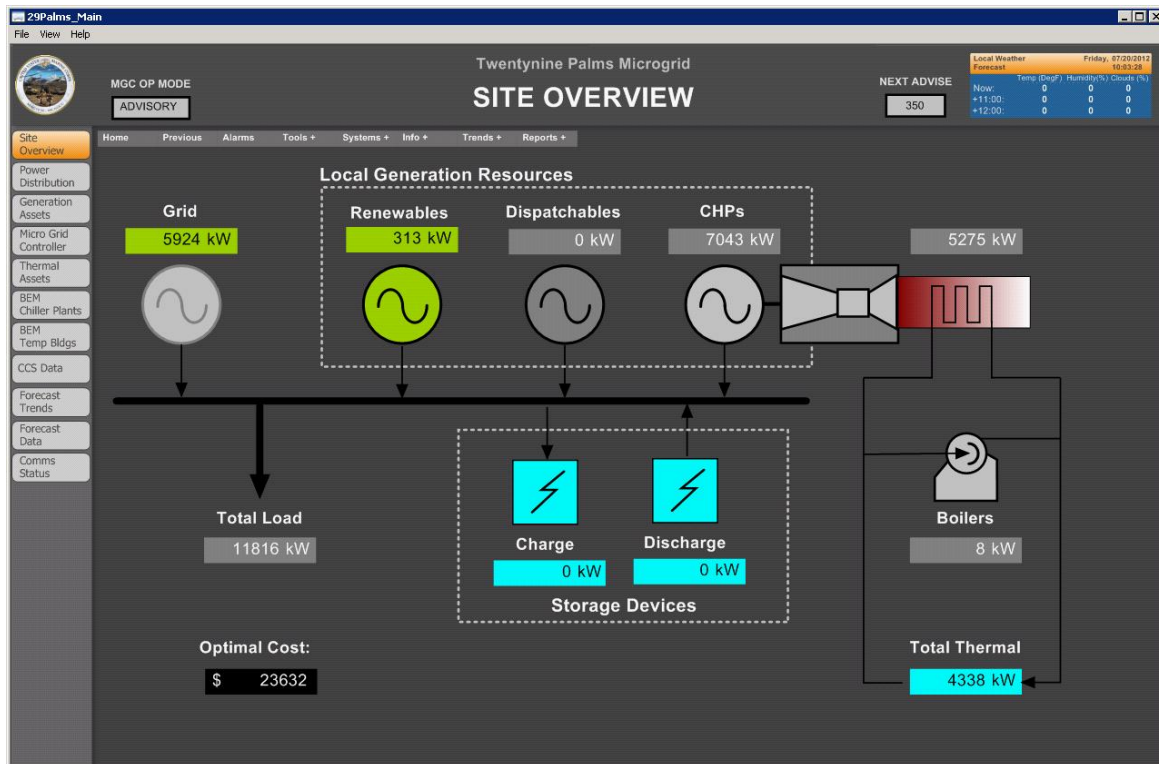 29Palms_Main
File View Help
Twentynine Palms Microgrid
SITE OVERVIEW
MGC OP MODE
ADVISORY
NEXT ADVISE
350
Local Weather Forecast Friday, 07/20/2012 10:03:28
Temp (DegF) Humidity(%) Clouds (%)
Now: 0 0 0
+11:00: 0 0 0
+12:00: 0 0 0
Home Previous Alarms Tools + Systems + Info + Trends + Reports +
Site
Overview
Power
Distribution
Generation
Assets
Micro Grid
Controller
Thermal
Assets
BEM
Chiller Plants
BEM
Temp Bldgs
CCS Data
Forecast
Trends
Forecast
Data
Comms
Status
Local Generation Resources
Grid
5924 kW
Renewables
313 kW
Dispatchables
0 kW
CHPs
7043 kW
5275 kW
Total Load
11816 kW
Charge
0 kW
Discharge
0 kW
Storage Devices
Boilers
8 kW
Optimal Cost:
$ 23632
Total Thermal
4338 kW